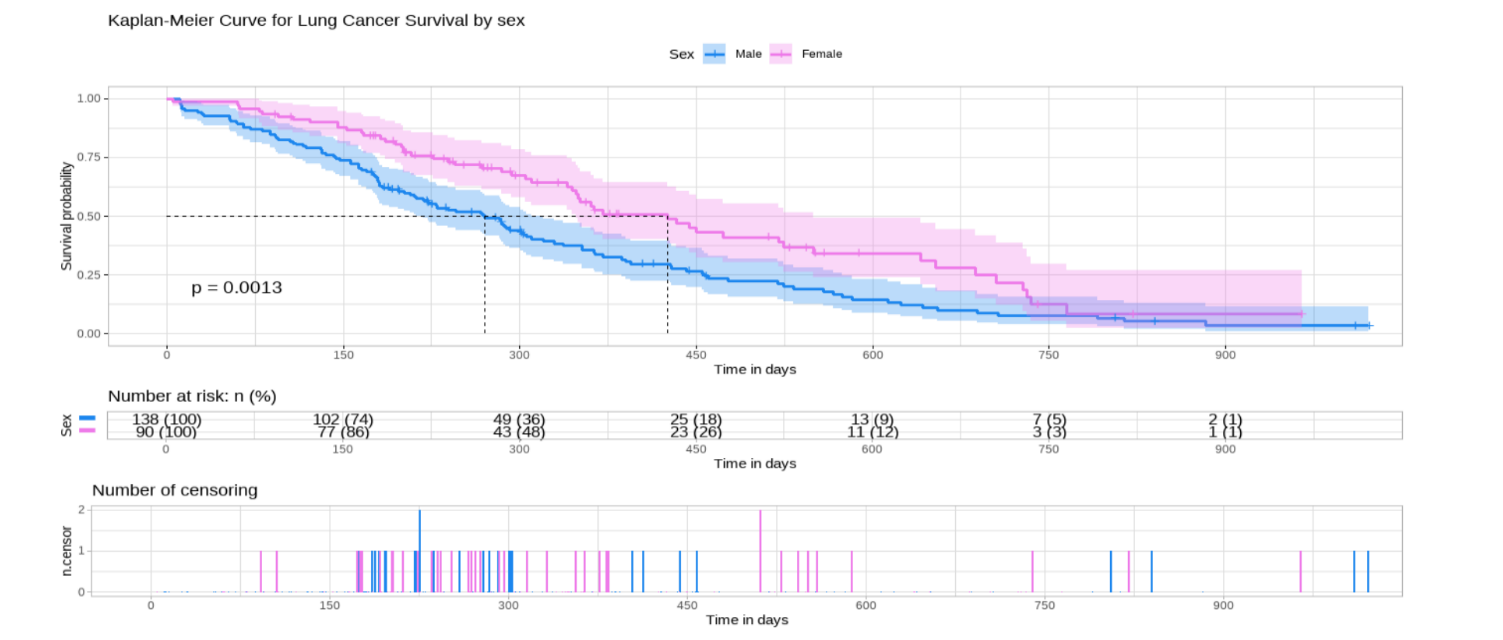 Kaplan-Meier Curve for Lung Cancer Survival by sex
Sex Male Female
1.00
0.75
0.50
0.25
0.00
Survival probability
p = 0.0013
0 150 300 450 600 750 900
Time in days
Number at risk: n (%)
Sex
138 (100) 102 (74) 49 (36) 25 (18) 13 (9) 7 (5) 2 (1)
90 (100) 77 (86) 43 (48) 23 (26) 11 (12) 3 (3) 1 (1)
0 150 300 450 600 750 900
Time in days
Number of censoring
2
1
0
n.censor
0 150 300 450 600 750 900
Time in days